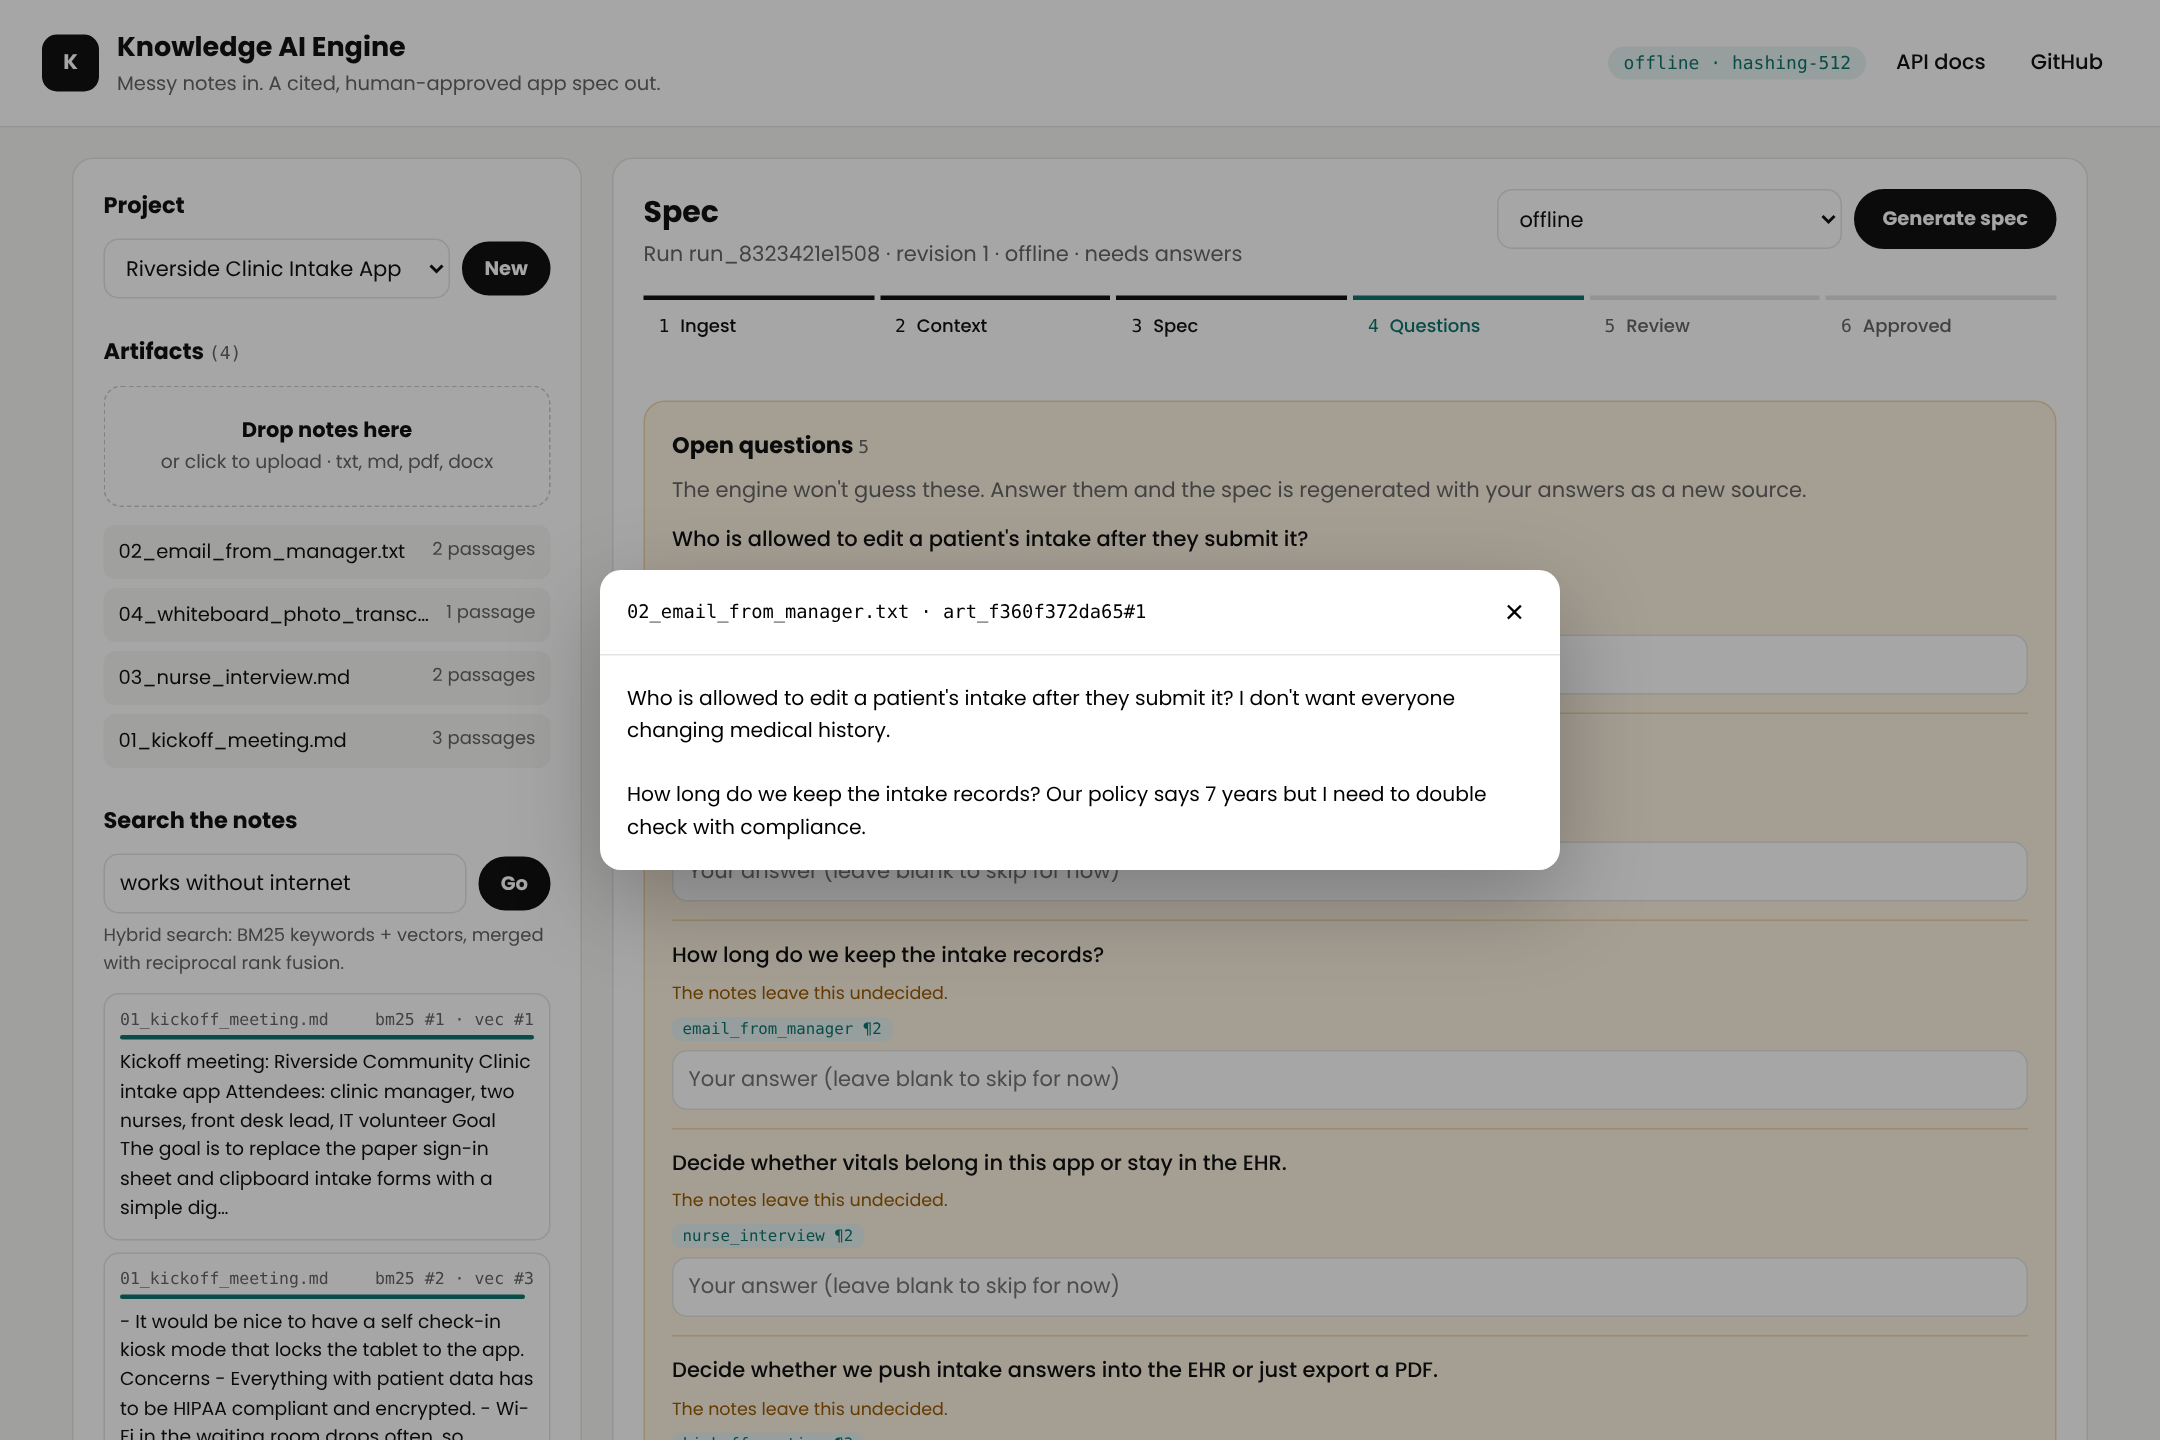 K
Knowledge AI Engine
Messy notes in. A cited, human-approved app spec out.
offline · hashing-512
API docs
GitHub
Project
Riverside Clinic Intake App
New
Artifacts (4)
Drop notes here
or click to upload · txt, md, pdf, docx
02_email_from_manager.txt 2 passages
04_whiteboard_photo_transc... 1 passage
03_nurse_interview.md 2 passages
01_kickoff_meeting.md 3 passages
Search the notes
works without internet
Go
Hybrid search: BM25 keywords + vectors, merged
with reciprocal rank fusion.
01_kickoff_meeting.md bm25 #1 · vec #1
Kickoff meeting: Riverside Community Clinic
intake app Attendees: clinic manager, two
nurses, front desk lead, IT volunteer Goal
The goal is to replace the paper sign-in
sheet and clipboard intake forms with a
simple dig...
01_kickoff_meeting.md bm25 #2 · vec #3
- It would be nice to have a self check-in
kiosk mode that locks the tablet to the app.
Concerns - Everything with patient data has
to be HIPAA compliant and encrypted. - Wi-
Fi in the waiting room drops often, so
Spec
Run run_8323421e1508 · revision 1 · offline · needs answers
offline
Generate spec
1 Ingest
2 Context
3 Spec
4 Questions
5 Review
6 Approved
Open questions 5
The engine won't guess these. Answer them and the spec is regenerated with your answers as a new source.
Who is allowed to edit a patient's intake after they submit it?
02_email_from_manager.txt · art_f360f372da65#1
✕
Who is allowed to edit a patient's intake after they submit it? I don't want everyone
changing medical history.
How long do we keep the intake records? Our policy says 7 years but I need to double
check with compliance.
Your answer (leave blank to skip for now)
How long do we keep the intake records?
The notes leave this undecided.
email_from_manager ¶2
Your answer (leave blank to skip for now)
Decide whether vitals belong in this app or stay in the EHR.
The notes leave this undecided.
nurse_interview ¶2
Your answer (leave blank to skip for now)
Decide whether we push intake answers into the EHR or just export a PDF.
The notes leave this undecided.